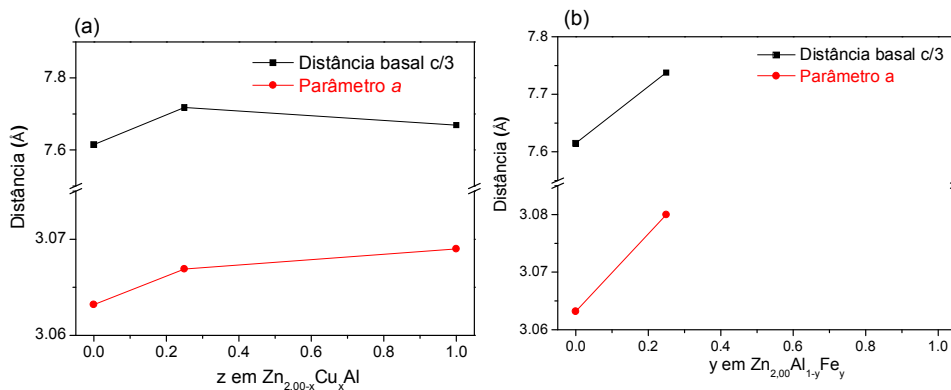 (a)
Distância basal c/3
Parâmetro a
7.8
7.6
3.07
3.06
Distância (Å)
0.0 0.2 0.4 0.6 0.8 1.0
z em Zn2.00-xCuxAl
(b)
Distância basal c/3
Parâmetro a
7.8
7.7
7.6
3.08
3.07
3.06
Distância (Å)
0.0 0.2 0.4 0.6 0.8 1.0
y em Zn2,00Al1-yFey